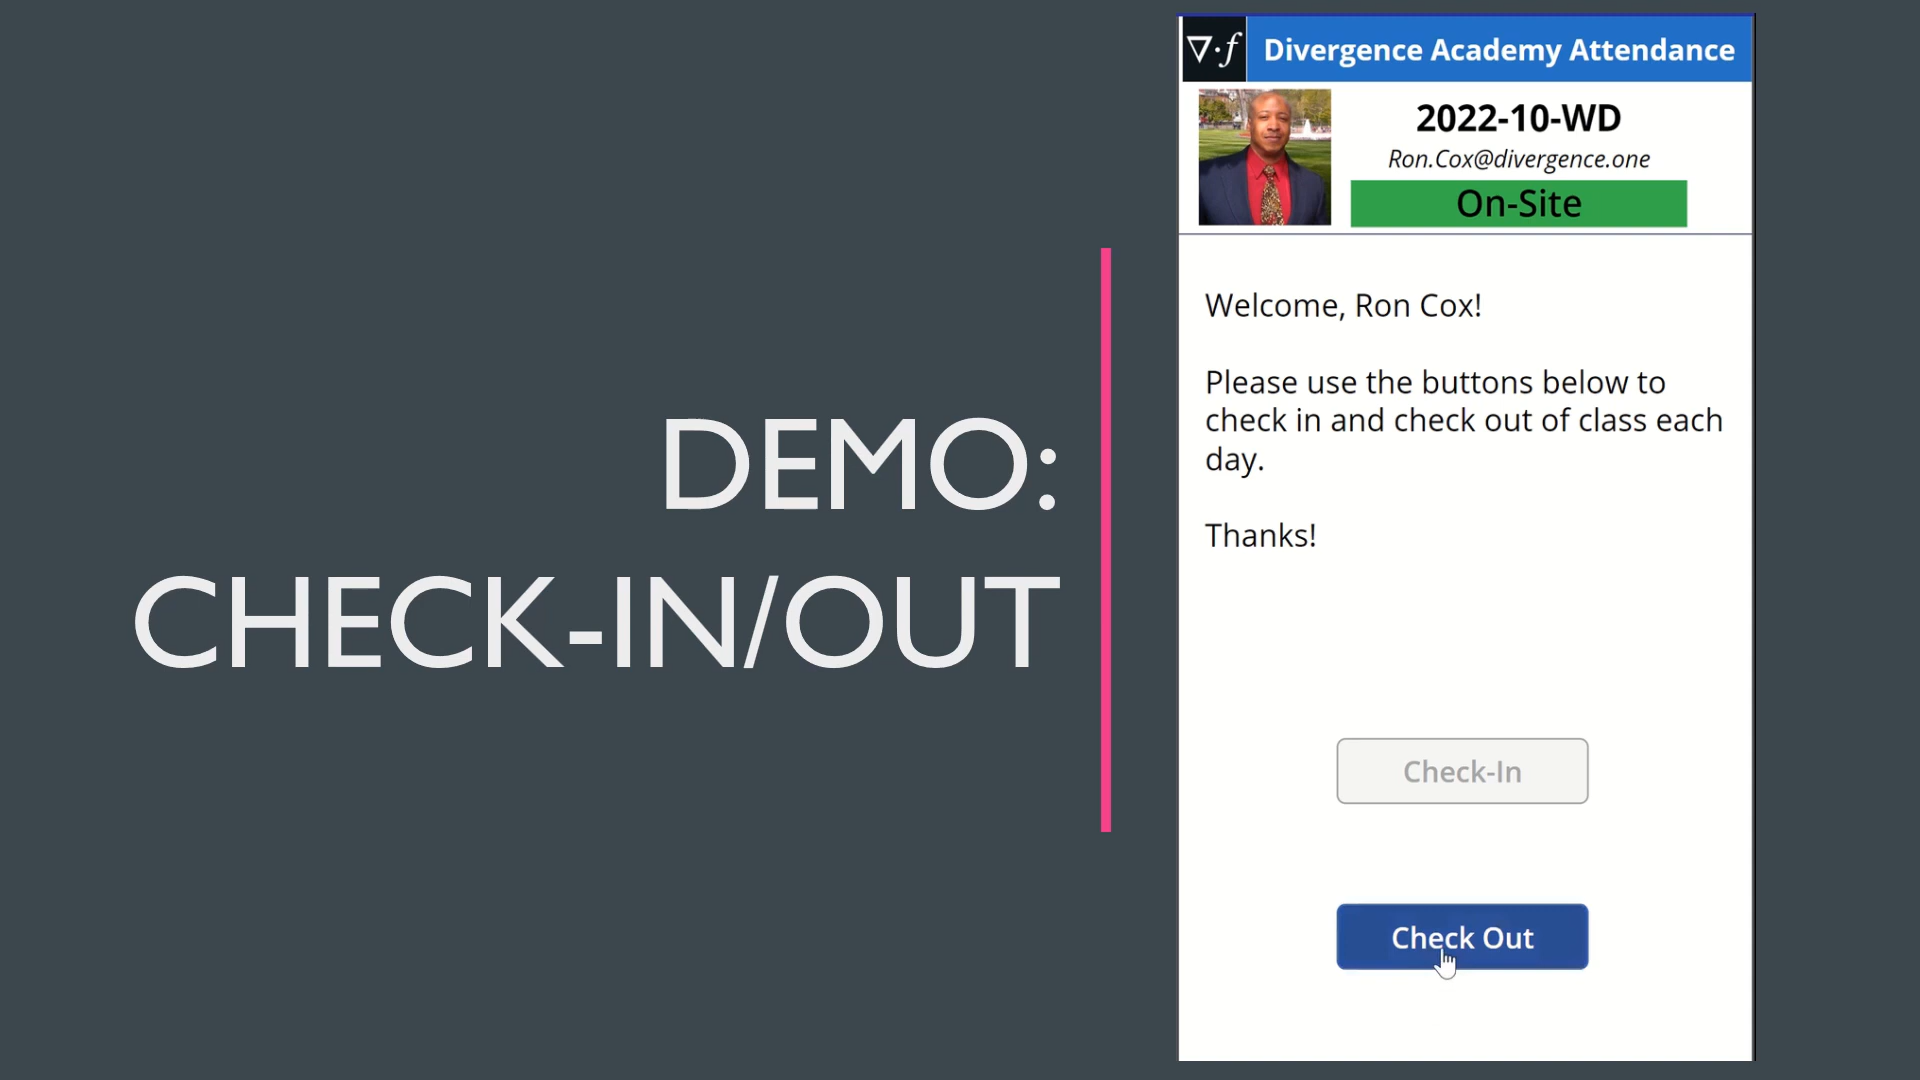 DEMO:
CHECK-IN/OUT
∇·f Divergence Academy Attendance
2022-10-WD
Ron.Cox@divergence.one
On-Site
Welcome, Ron Cox!
Please use the buttons below to
check in and check out of class each
day.
Thanks!
Check-In
Check Out